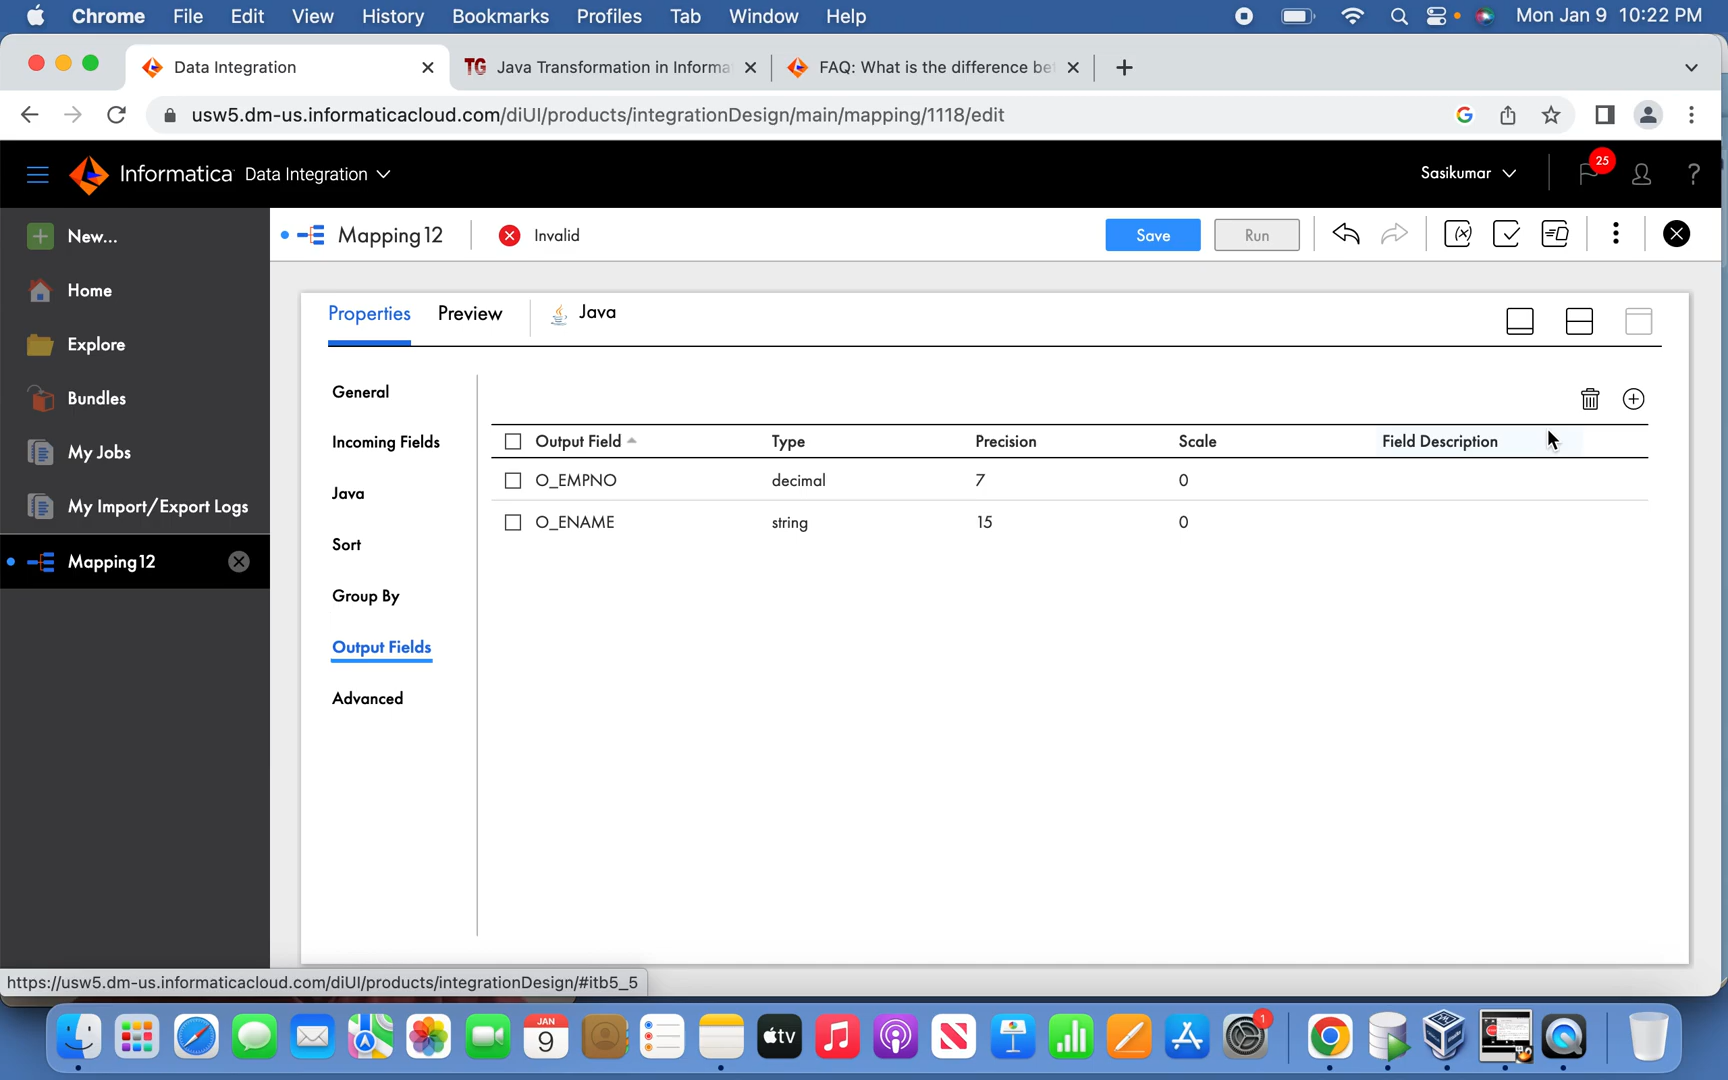 Chrome File Edit View History Bookmarks Profiles Tab Window Help Mon Jan 9 10:22 PM
Data Integration
TG Java Transformation in Informa
FAQ: What is the difference be
usw5.dm-us.informaticacloud.com/diUI/products/integrationDesign/main/mapping/1118/edit
Informatica Data Integration
Sasikumar
25
?
New...
Home
Explore
Bundles
My Jobs
My Import/Export Logs
Mapping12
Mapping12
Invalid
Save
Run
Properties Preview Java
General
Incoming Fields
Java
Sort
Group By
Output Fields
Advanced
Output Field Type Precision Scale Field Description
O_EMPNO decimal 7 0
O_ENAME string 15 0
https://usw5.dm-us.informaticacloud.com/diUI/products/integrationDesign/#itb5_5
JAN
9
tv
1